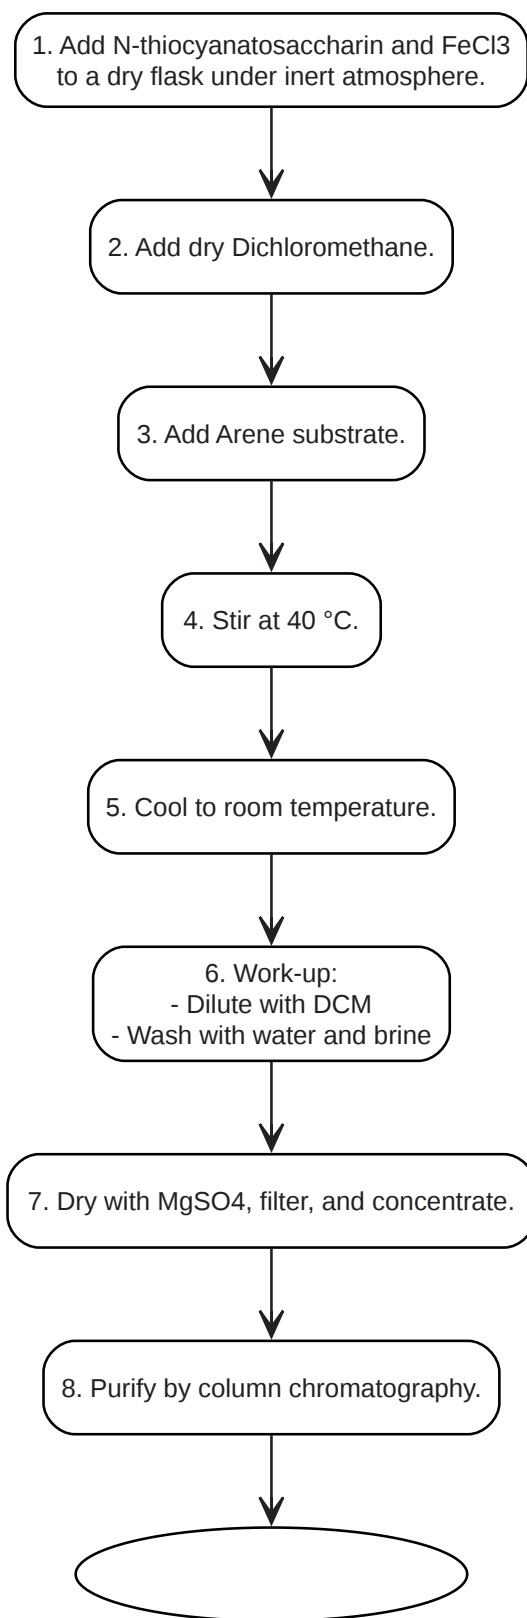 1. Add N-thiocyanatosaccharin and FeCl3
to a dry flask under inert atmosphere.
2. Add dry Dichloromethane.
3. Add Arene substrate.
4. Stir at 40 °C.
5. Cool to room temperature.
6. Work-up:
- Dilute with DCM
- Wash with water and brine
7. Dry with MgSO4, filter, and concentrate.
8. Purify by column chromatography.